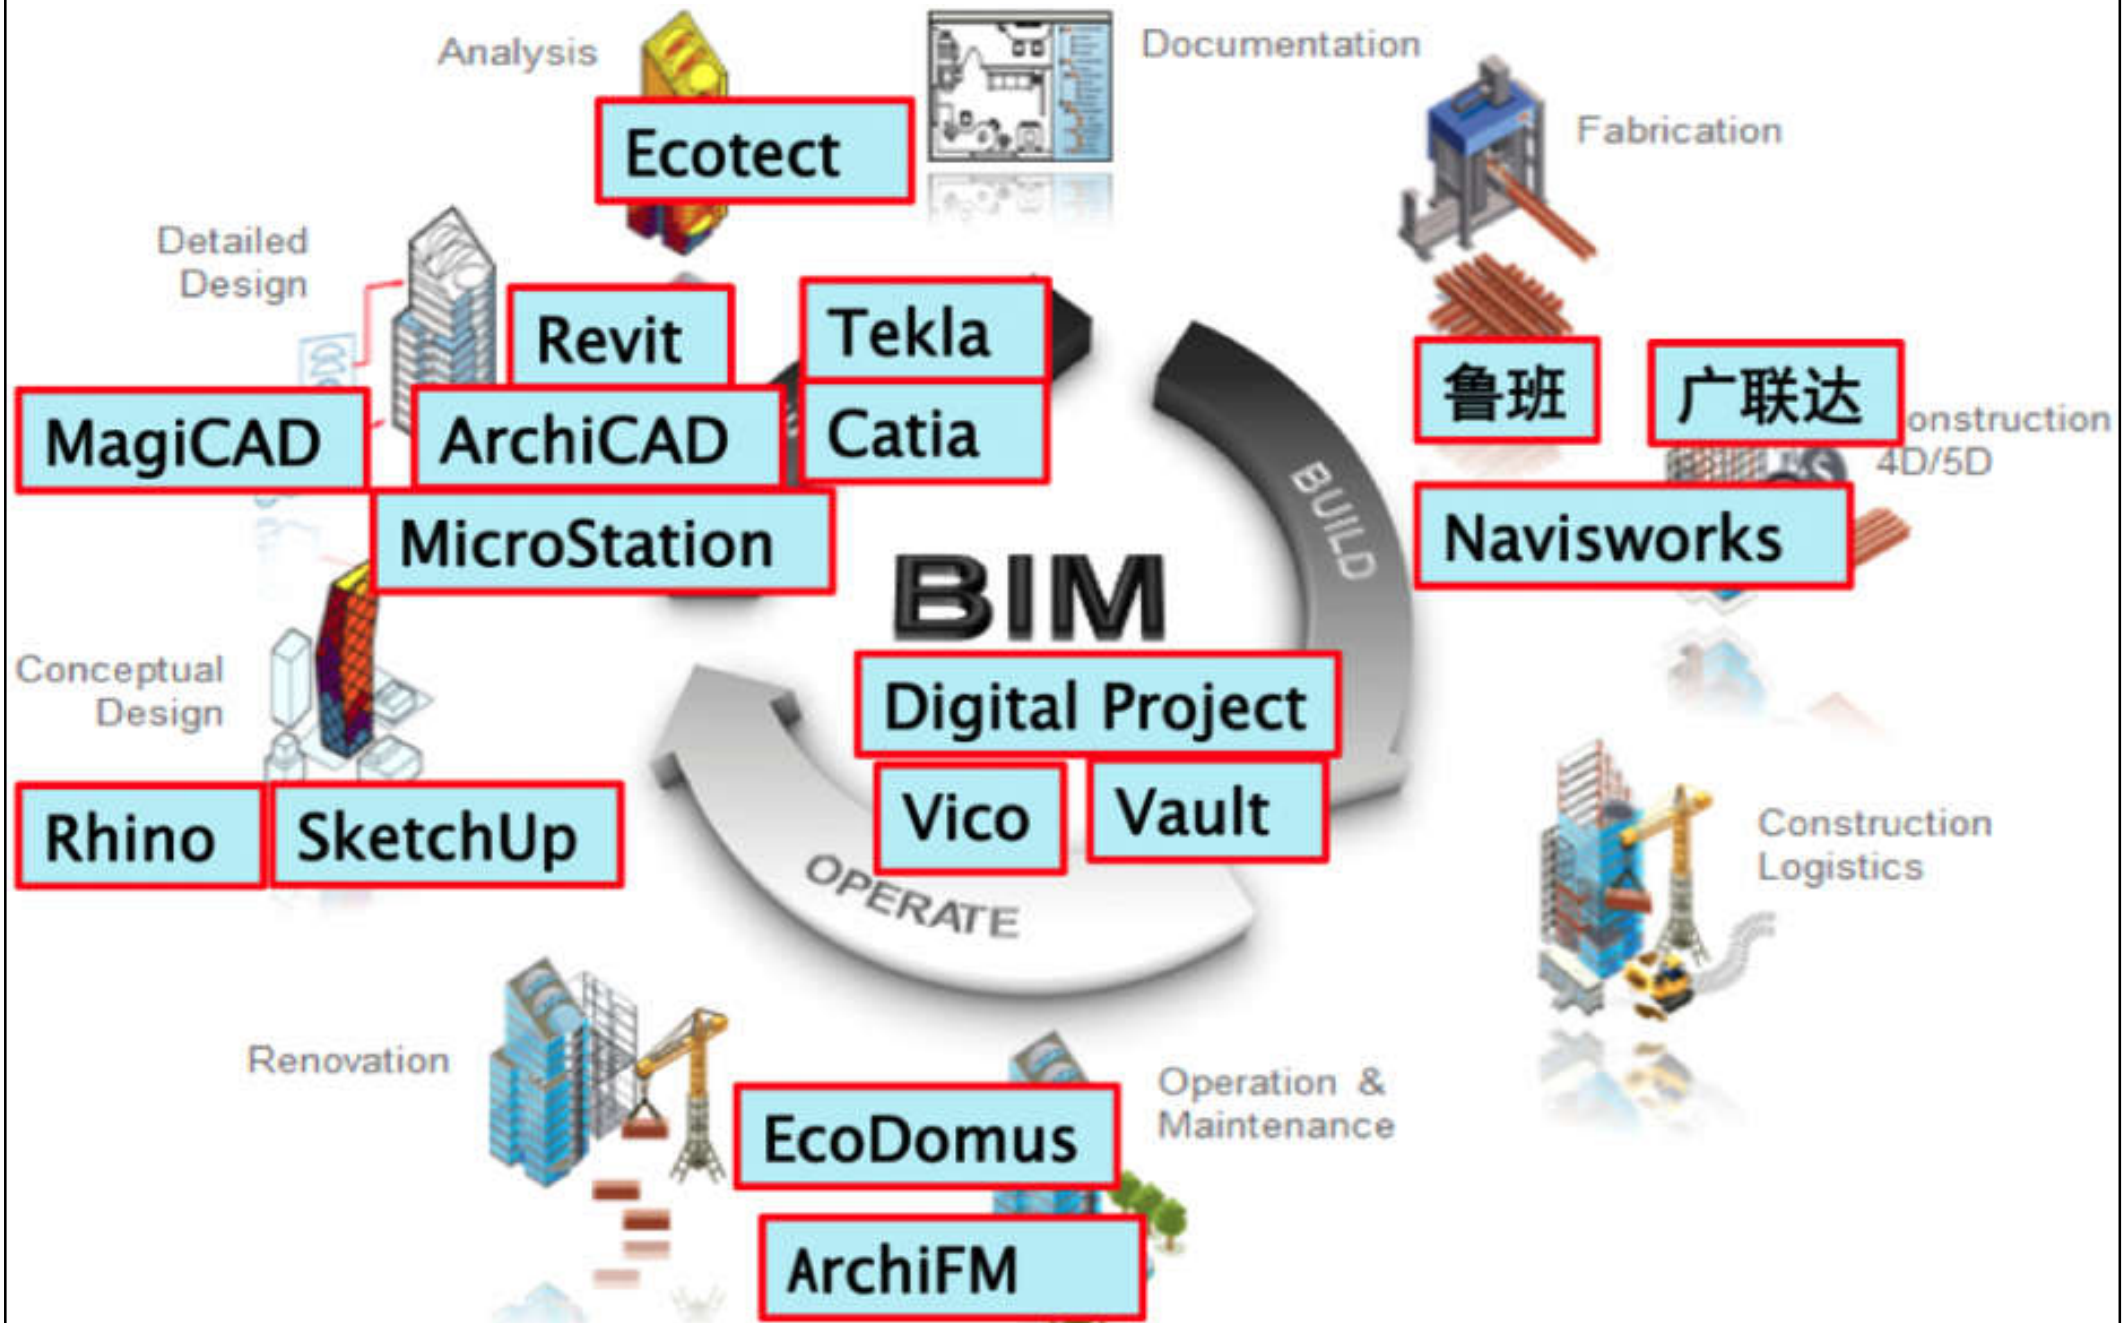 Analysis
Documentation
Ecotect
Fabrication
Detailed
Design
Revit
Tekla
MagiCAD
ArchiCAD
Catia
鲁班
广联达
onstruction
4D/5D
MicroStation
Navisworks
BUILD
BIM
Conceptual
Design
Digital Project
Rhino
SketchUp
Vico
Vault
Construction
Logistics
OPERATE
Renovation
Operation &
Maintenance
EcoDomus
ArchiFM